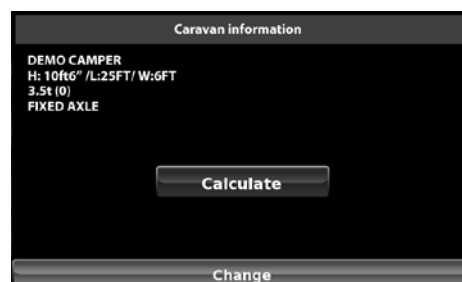 Caravan information
DEMO CAMPER
H: 10ft6" /L:25FT/ W:6FT
3.5t (0)
FIXED AXLE
Calculate
Change